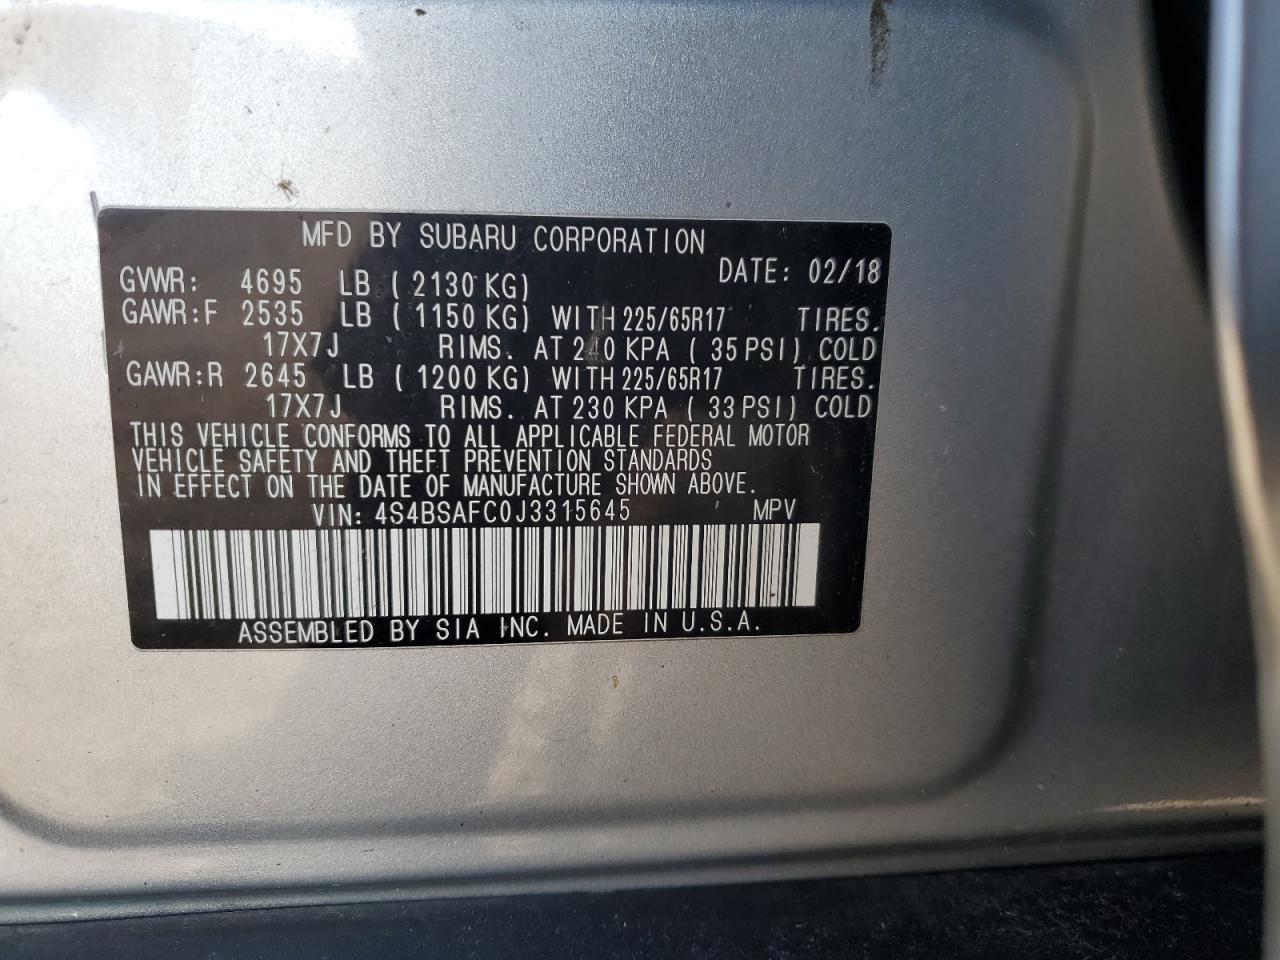 MFD BY SUBARU CORPORATION
DATE: 02/18
GVWR: 4695 LB ( 2130 KG)
GAWR:F 2535 LB ( 1150 KG) WITH 225/65R17 TIRES.
17X7J RIMS. AT 240 KPA ( 35 PSI) COLD
GAWR:R 2645 LB ( 1200 KG) WITH 225/65R17 TIRES.
17X7J RIMS. AT 230 KPA ( 33 PSI) COLD
THIS VEHICLE CONFORMS TO ALL APPLICABLE FEDERAL MOTOR
VEHICLE SAFETY AND THEFT PREVENTION STANDARDS
IN EFFECT ON THE DATE OF MANUFACTURE SHOWN ABOVE.
VIN: 4S4BSAFC0J3315645 MPV
ASSEMBLED BY SIA INC. MADE IN U.S.A.